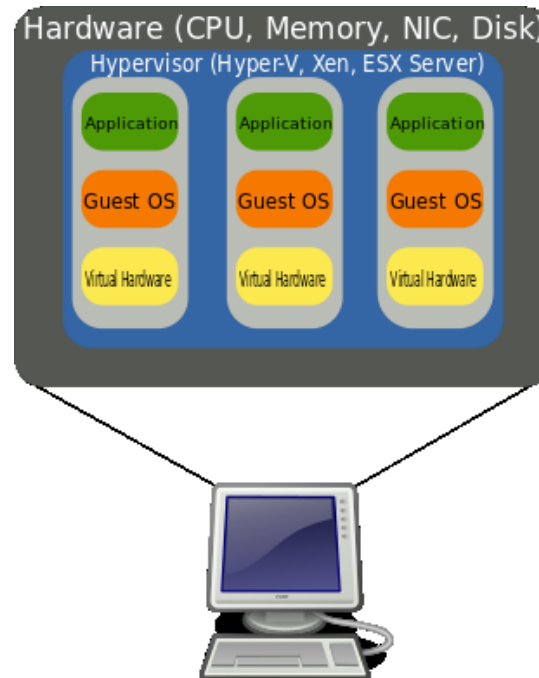 Hardware (CPU, Memory, NIC, Disk)
Hypervisor (Hyper-V, Xen, ESX Server)
Application Application Application
Guest OS Guest OS Guest OS
Virtual Hardware Virtual Hardware Virtual Hardware